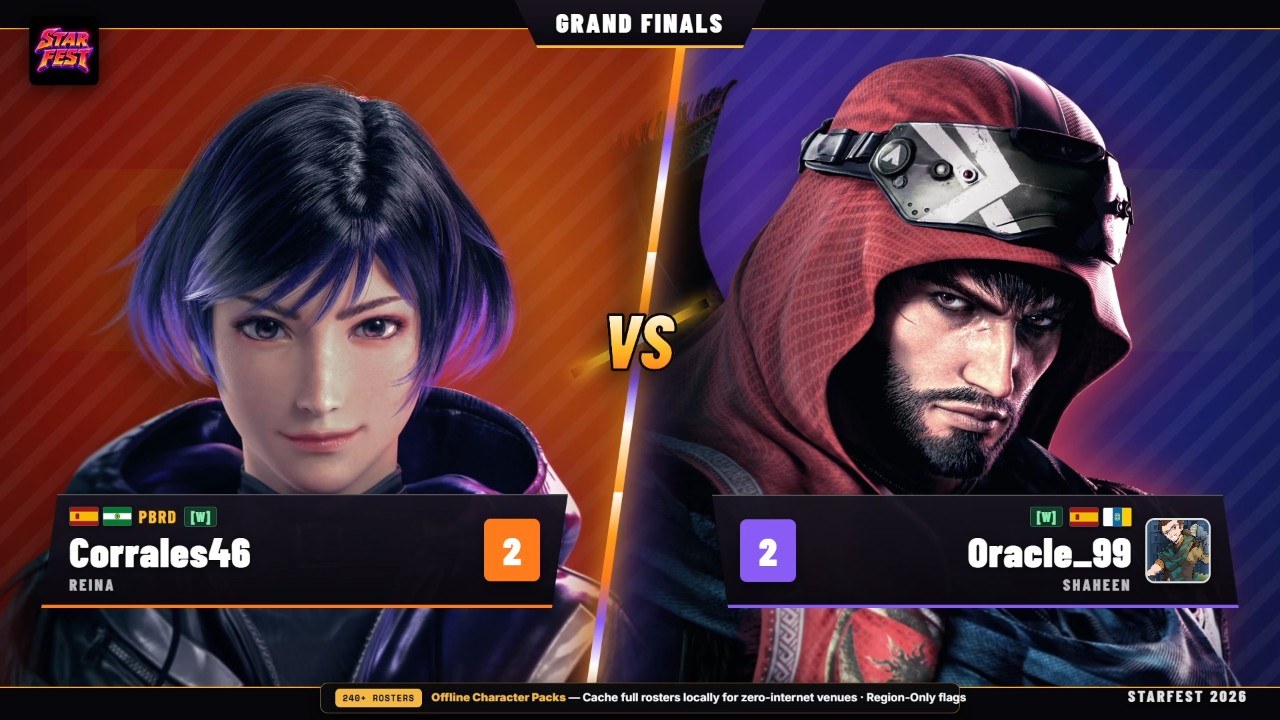 GRAND FINALS
STAR
FEST
VS
PBRD [W]
Corrales46
REINA
2
2
[W]
Oracle_99
SHAHEEN
240+ ROSTERS Offline Character Packs — Cache full rosters locally for zero-internet venues · Region-Only flags
STARFEST 2026